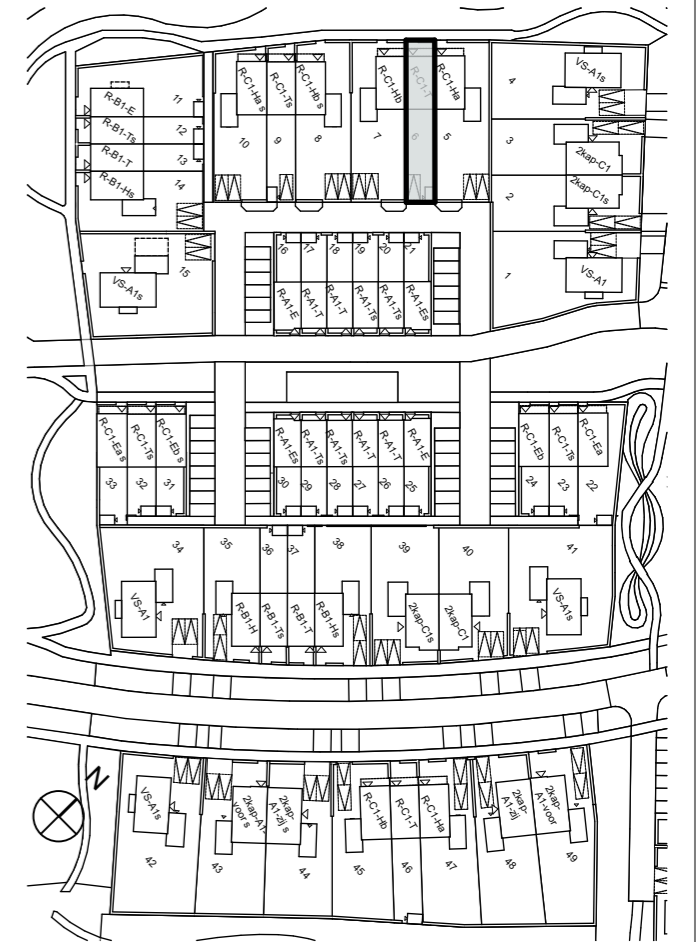 R-C1-Ha s
R-C1-Ts
R-C1-Hb s
R-C1-Hb
R-C1-T
R-C1-Ha
VS-A1s
4
10
9
8
7
6
5
R-B1-E
R-B1-Ts
R-B1-T
R-B1-Hs
11
12
13
14
3
2kap-C1
2kap-C1s
2
VS-A1s
15
16
17
18
19
20
21
R-A1-E
R-A1-T
R-A1-T
R-A1-Ts
R-A1-Ts
R-A1-Es
1
VS-A1
R-C1-Ea s
R-C1-Ts
R-C1-Eb s
33
32
31
R-A1-Es
R-A1-Ts
R-A1-Ts
R-A1-T
R-A1-T
R-A1-E
30
29
28
27
26
25
R-C1-Eb
R-C1-Ts
R-C1-Ea
24
23
22
34
35
36
37
38
39
40
41
VS-A1
R-B1-H
R-B1-Ts
R-B1-T
R-B1-Hs
2kap-C1s
2kap-C1
VS-A1s
N
VS-A1s
42
2kap-A1-
voor s
43
2kap-
A1-zij s
44
R-C1-Hb
R-C1-T
R-C1-Ha
45
46
47
2kap-
A1-zij
48
2kap-
A1-voor
49